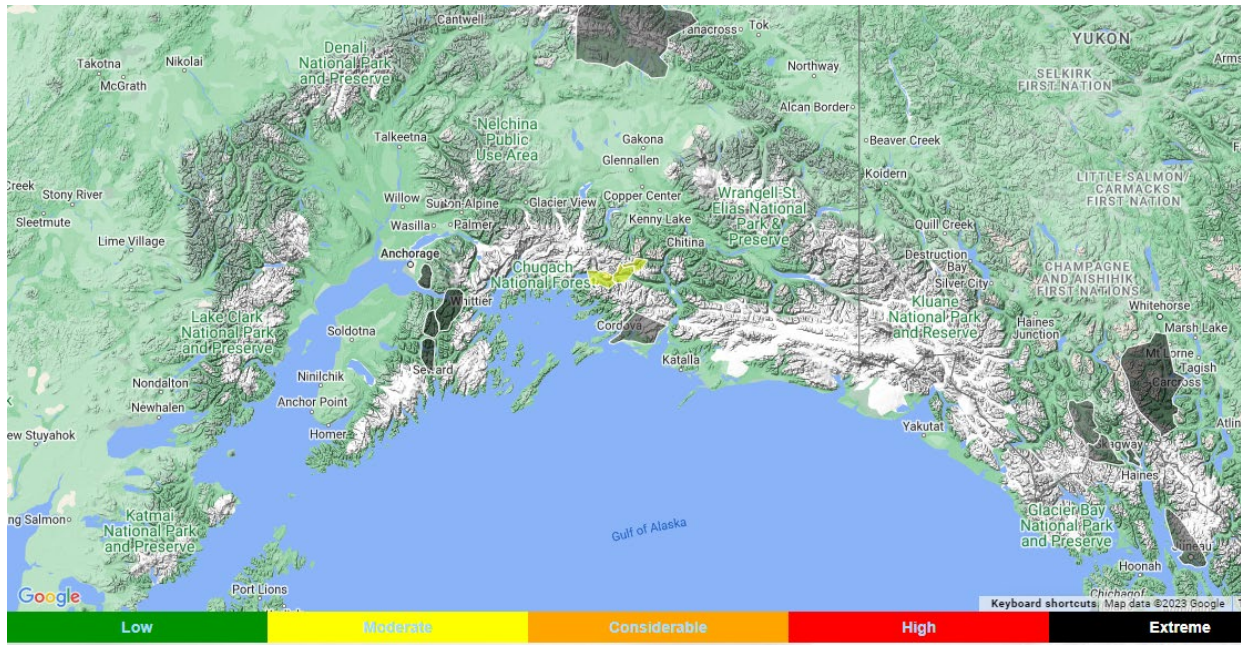 Cantwell
Tanacross
Tok
YUKON
Takotna
Nikolai
McGrath
Denali
National Park
and Preserve
Northway
SELKIRK
FIRST NATION
Talkeetna
Nelchina
Public
Use Area
Gakona
Glennallen
Alcan Border
Beaver Creek
Creek
Stony River
Sleetmute
Lime Village
Willow
Sutton-Alpine
Glacier View
Copper Center
Kenny Lake
Wasilla
Palmer
Anchorage
Chitina
Wrangell-St.
Elias National
Park &
Preserve
Koidern
LITTLE SALMON/
CARMACKS
FIRST NATION
Quill Creek
Destruction
Bay
Silver City
CHAMPAGNE
AND AISHIHIK
FIRST NATIONS
Whitehorse
Marsh Lake
Chugach
National Forest
Whittier
Lake Clark
National Park
and Preserve
Soldotna
Cordova
Katalla
Kluane
National Park
and Reserve
Haines
Junction
Mt Lorne
Tagish
Carcross
Nondalton
Newhalen
Ninilchik
Anchor Point
Homer
Seward
ew Stuyahok
Yakutat
Atlin
kagway
Haines
ng Salmon
Katmai
National Park
and Preserve
Gulf of Alaska
Glacier Bay
National Park
and Preserve
Juneau
Hoonah
Chichagof
Port Lions
Google
Keyboard shortcuts Map data ©2023 Google
Low Moderate Considerable High Extreme